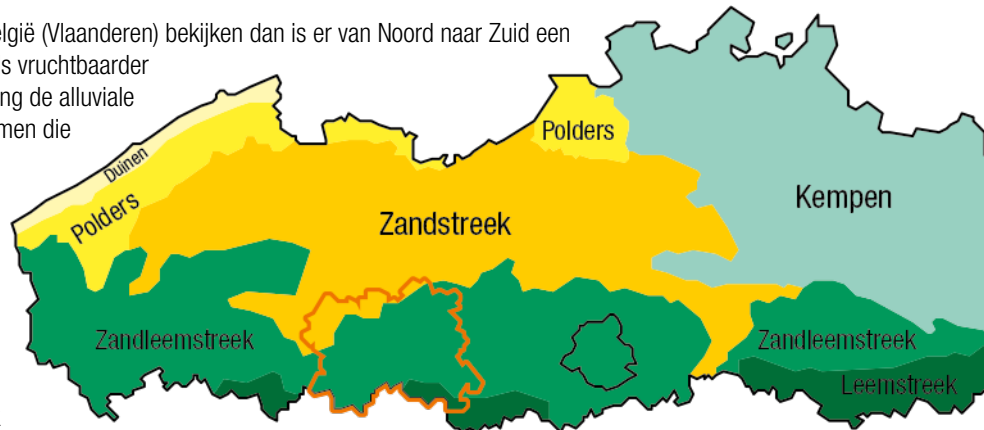 elgië (Vlaanderen) bekijken dan is er van Noord naar Zuid een
s vruchtbaarder
ng de alluviale
men die
Duinen
Polders
Polders
Zandstreek
Kempen
Zandleemstreek
Zandleemstreek
Leemstreek